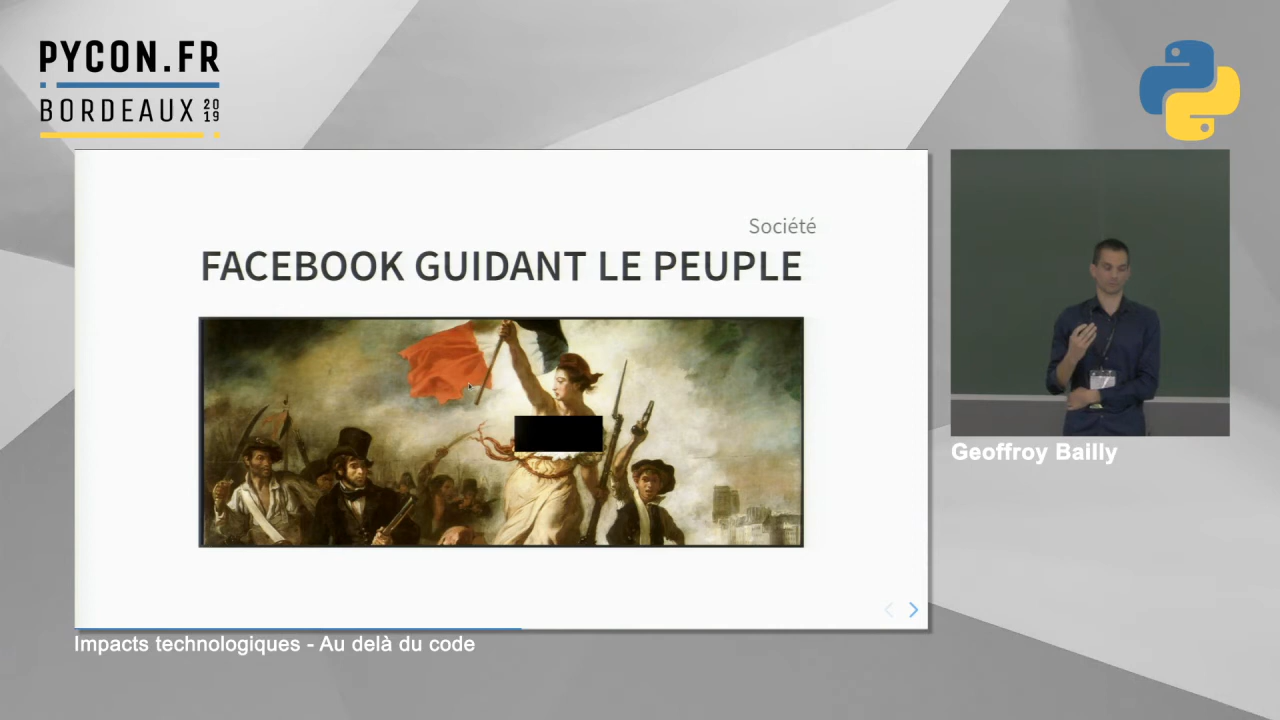 PYCON.FR
BORDEAUX 2019
Société
FACEBOOK GUIDANT LE PEUPLE
Geoffroy Bailly
Impacts technologiques - Au delà du code